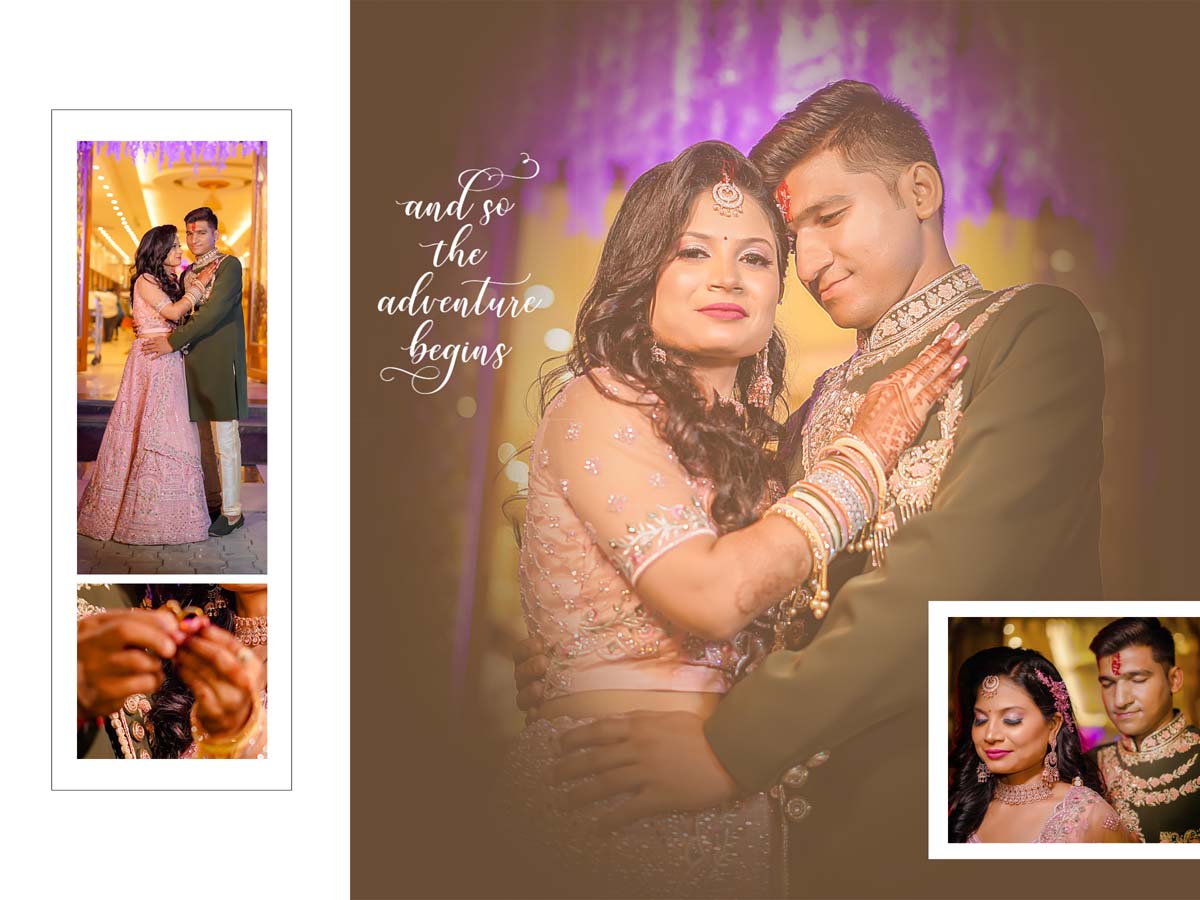 and so
the
adventure
begins